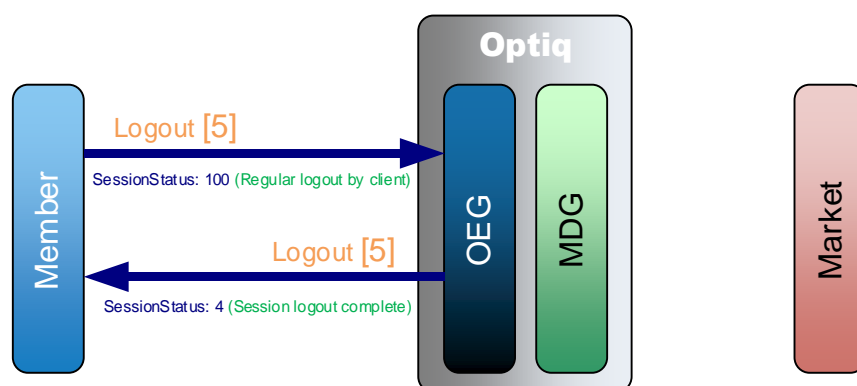 Optiq
Logout [5]
SessionStatus: 100 (Regular logout by client)
Member
OEG
MDG
Market
Logout [5]
SessionStatus: 4 (Session logout complete)